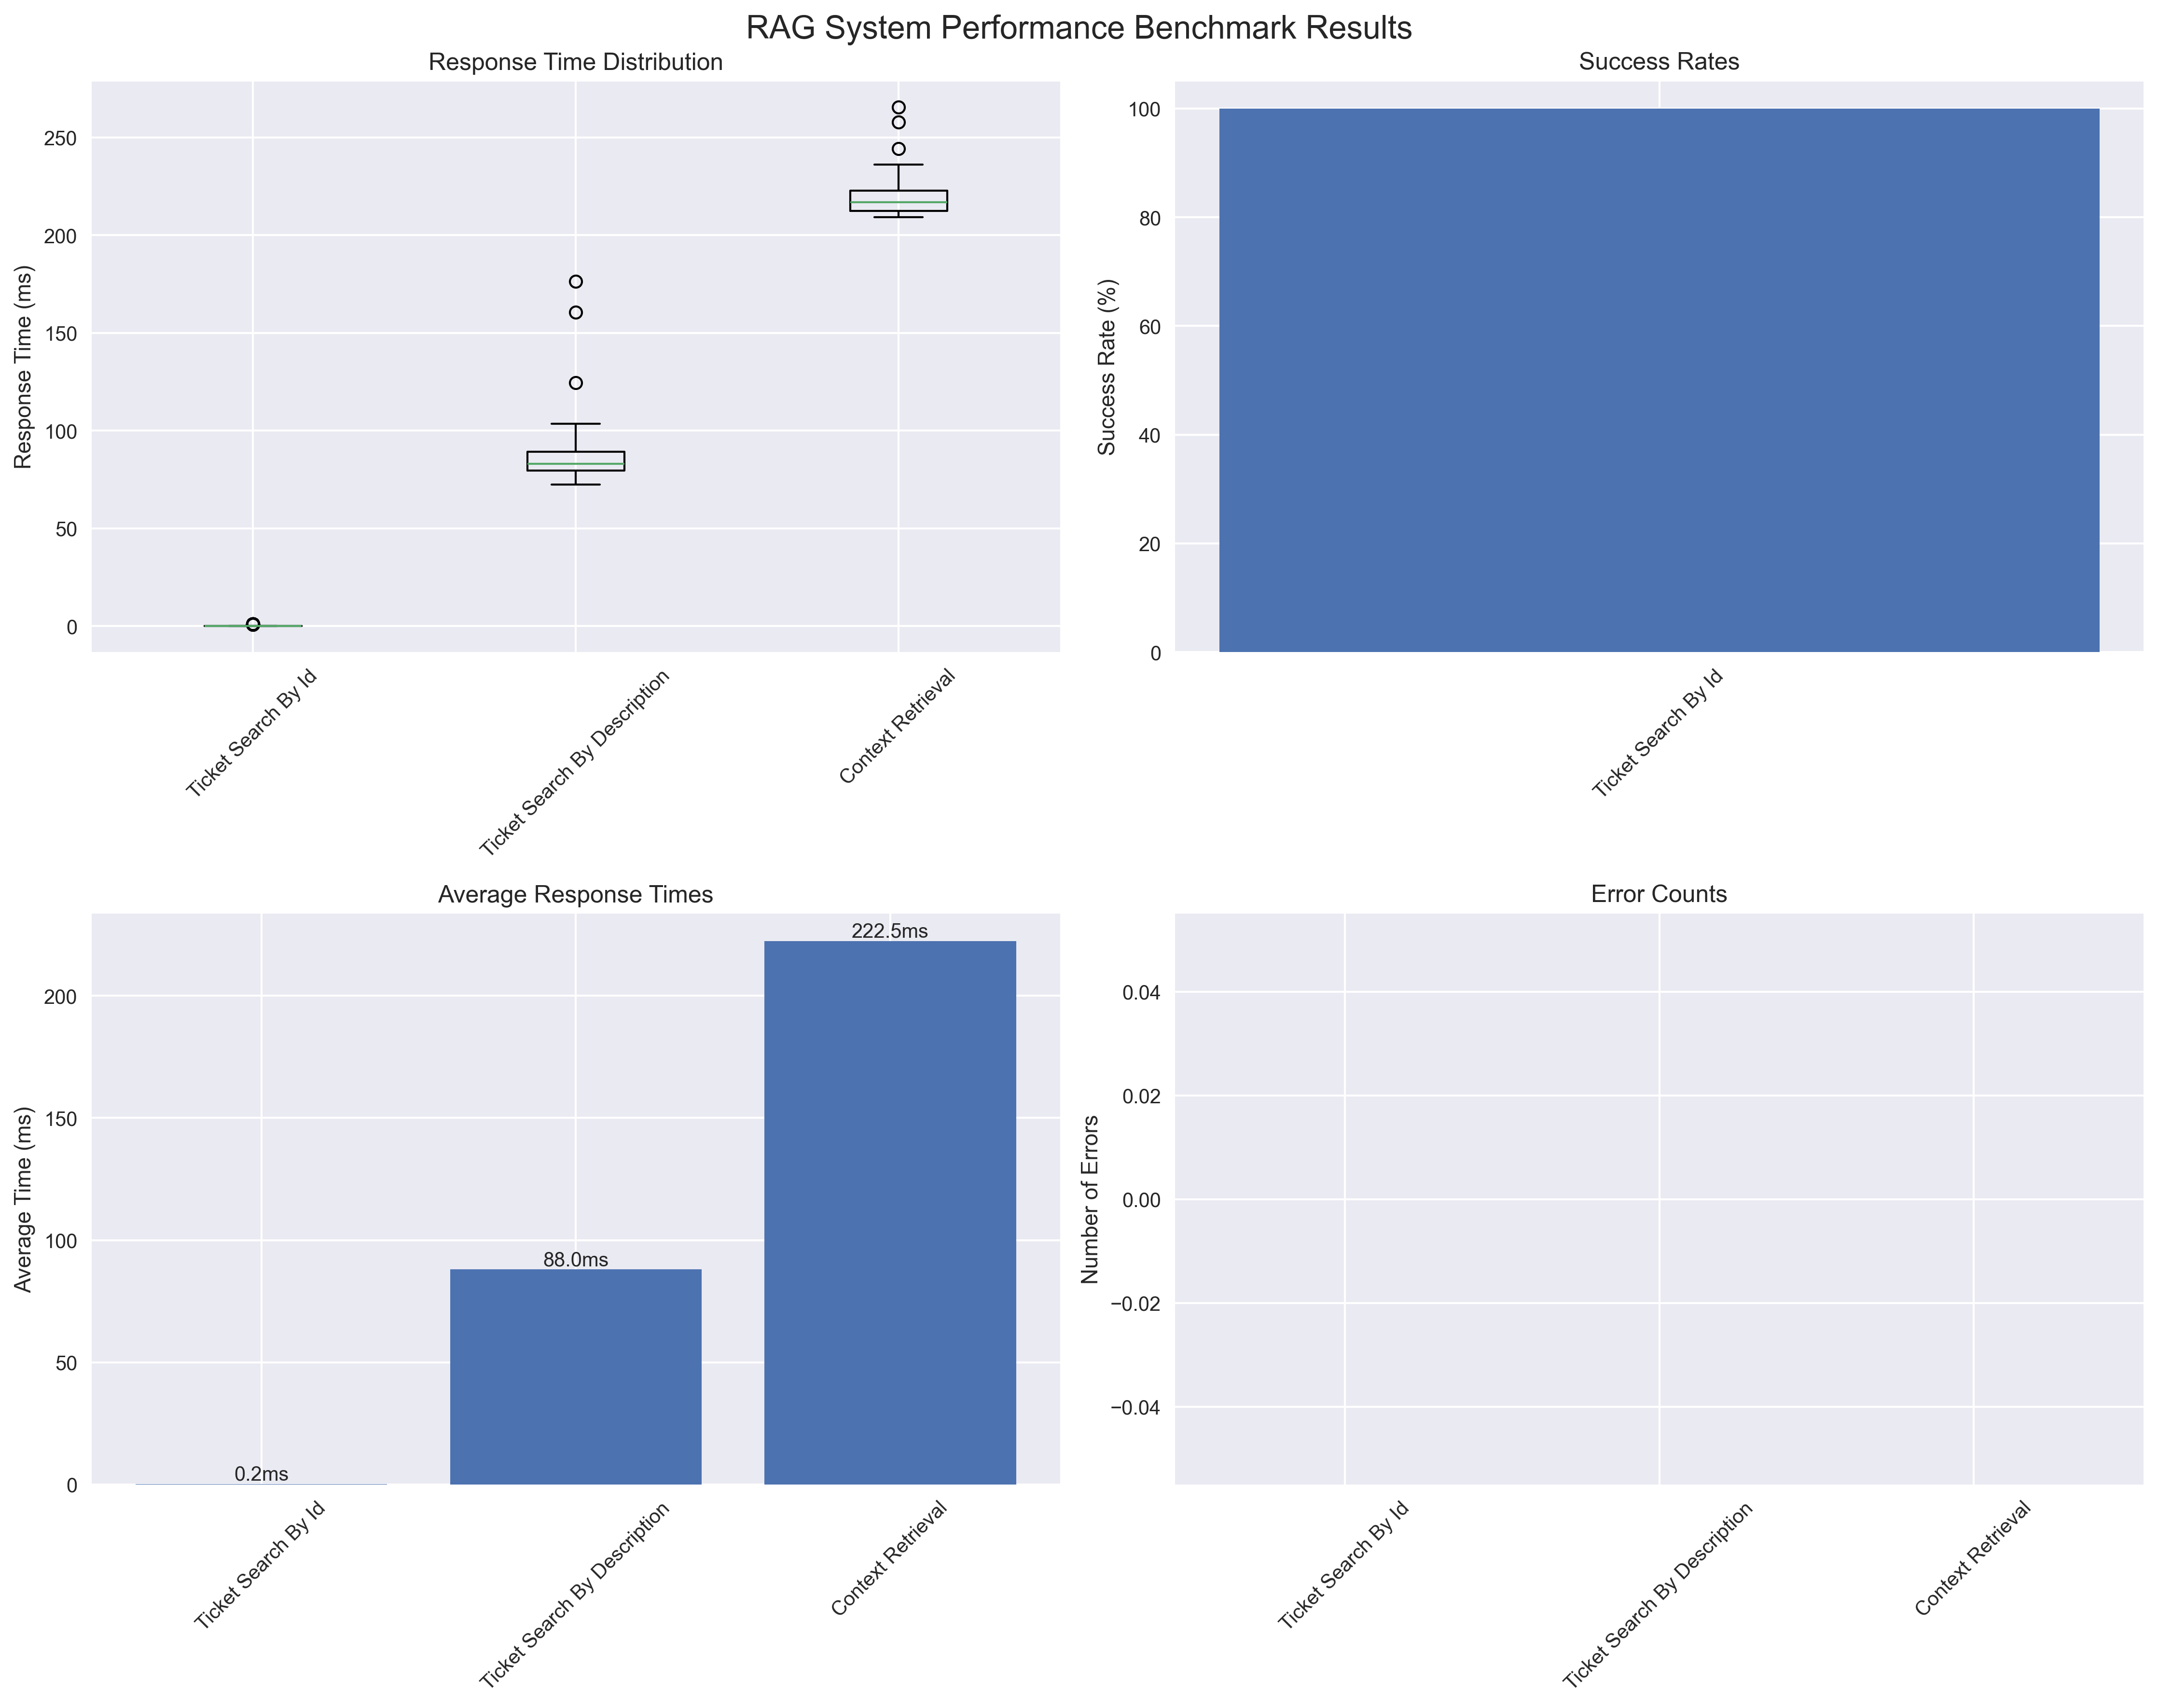 RAG System Performance Benchmark Results
Response Time Distribution
Response Time (ms)
250
200
150
100
50
0
Ticket Search By Id
Ticket Search By Description
Context Retrieval
Success Rates
Success Rate (%)
100
80
60
40
20
0
Ticket Search By Id
Average Response Times
Average Time (ms)
200
150
100
50
0
0.2ms
88.0ms
222.5ms
Ticket Search By Id
Ticket Search By Description
Context Retrieval
Error Counts
Number of Errors
0.04
0.02
0.00
−0.02
−0.04
Ticket Search By Id
Ticket Search By Description
Context Retrieval